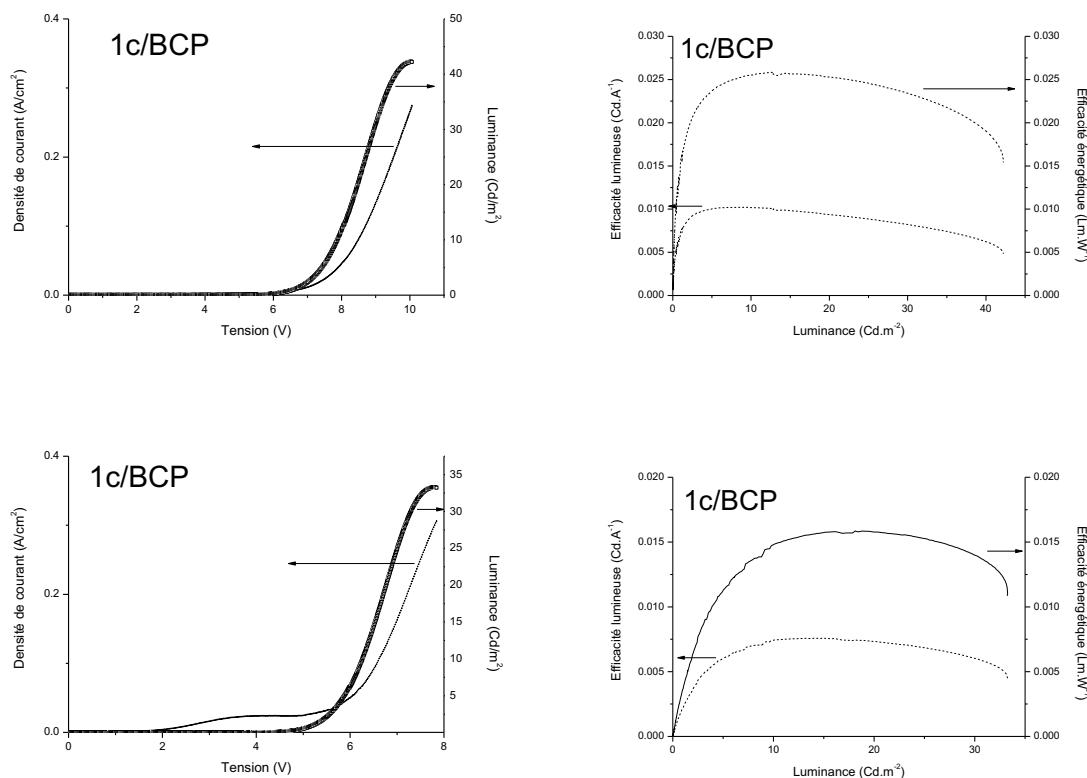 1c/BCP
Densité de courant (A/cm²)
0.4
0.2
0.0
0 2 4 6 8 10
Tension (V)
50
40
30
20
10
0
Luminance (Cd/m²)
1c/BCP
Efficacité lumineuse (Cd.A⁻¹)
0.030
0.025
0.020
0.015
0.010
0.005
0.000
0 10 20 30 40
Luminance (Cd.m⁻²)
0.030
0.025
0.020
0.015
0.010
0.005
0.000
Efficacité énergétique (Lm.W⁻¹)
1c/BCP
Densité de courant (A/cm²)
0.4
0.2
0.0
0 2 4 6 8
Tension (V)
35
30
25
20
15
10
5
0
Luminance (Cd/m²)
1c/BCP
Efficacité lumineuse (Cd.A⁻¹)
0.020
0.015
0.010
0.005
0.000
0 10 20 30
Luminance (Cd.m⁻²)
0.020
0.015
0.010
0.005
0.000
Efficacité énergétique (Lm.W⁻¹)